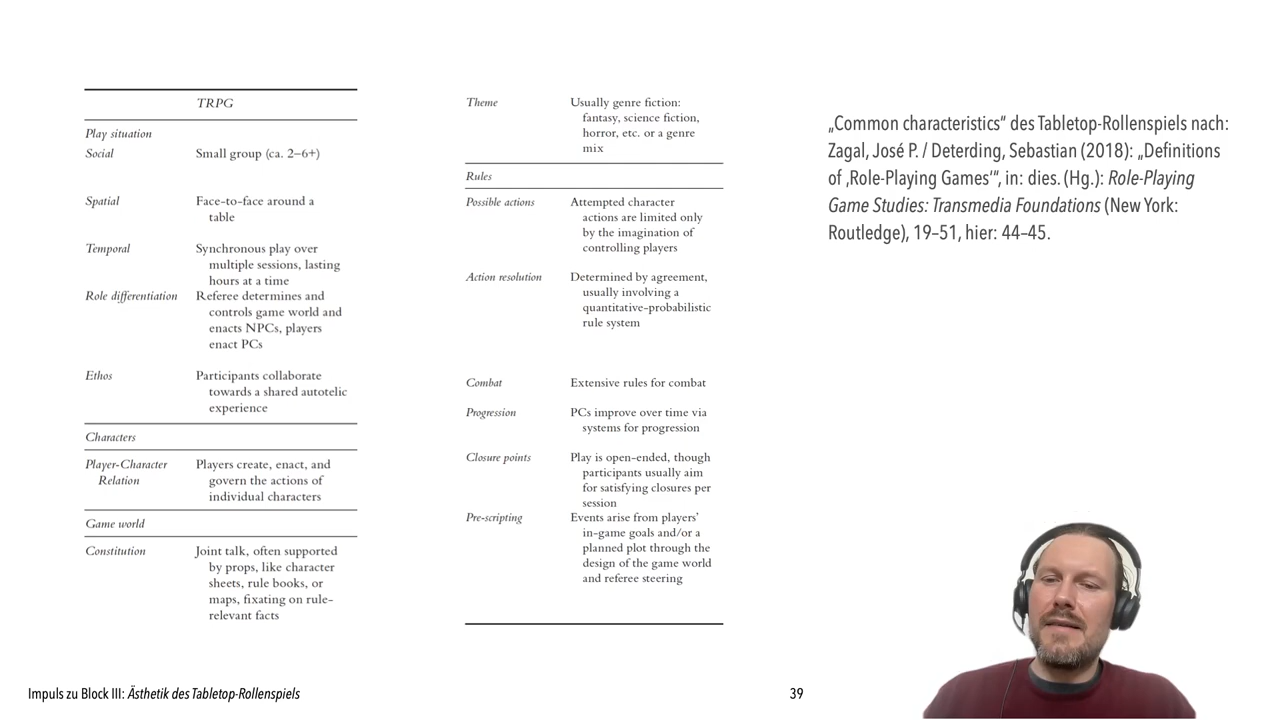 TRPG
Play situation
Social Small group (ca. 2–6+)
Spatial Face-to-face around a
table
Temporal Synchronous play over
multiple sessions, lasting
hours at a time
Role differentiation Referee determines and
controls game world and
enacts NPCs, players
enact PCs
Ethos Participants collaborate
towards a shared autotelic
experience
Characters
Player-Character Players create, enact, and
Relation govern the actions of
individual characters
Game world
Constitution Joint talk, often supported
by props, like character
sheets, rule books, or
maps, fixating on rule-
relevant facts
Theme Usually genre fiction:
fantasy, science fiction,
horror, etc. or a genre
mix
Rules
Possible actions Attempted character
actions are limited only
by the imagination of
controlling players
Action resolution Determined by agreement,
usually involving a
quantitative-probabilistic
rule system
Combat Extensive rules for combat
Progression PCs improve over time via
systems for progression
Closure points Play is open-ended, though
participants usually aim
for satisfying closures per
session
Pre-scripting Events arise from players’
in-game goals and/or a
planned plot through the
design of the game world
and referee steering
„Common characteristics“ des Tabletop-Rollenspiels nach:
Zagal, José P. / Deterding, Sebastian (2018): „Definitions
of ‚Role-Playing Games‘“, in: dies. (Hg.): Role-Playing
Game Studies: Transmedia Foundations (New York:
Routledge), 19–51, hier: 44–45.
Impuls zu Block III: Ästhetik des Tabletop-Rollenspiels
39